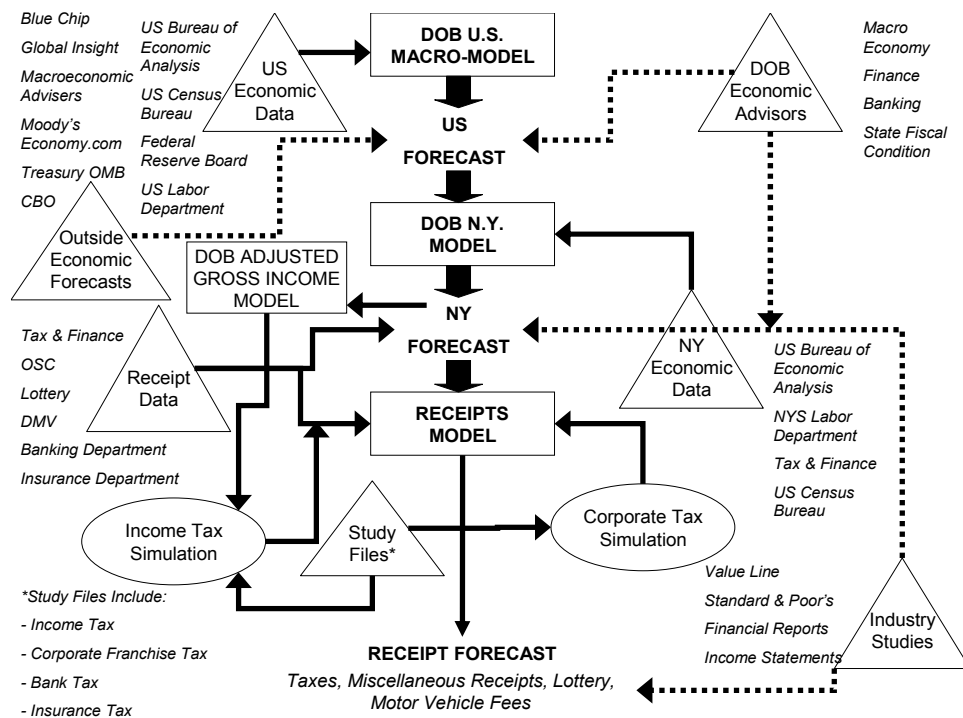 Blue Chip
Global Insight
Macroeconomic
Advisers
Moody's
Economy.com
Treasury OMB
CBO
US Bureau of
Economic
Analysis
US Census
Bureau
Federal
Reserve Board
US Labor
Department
US
Economic
Data
DOB U.S.
MACRO-MODEL
DOB
Economic
Advisors
Macro
Economy
Finance
Banking
State Fiscal
Condition
US
FORECAST
Outside
Economic
Forecasts
DOB ADJUSTED
GROSS INCOME
MODEL
DOB N.Y.
MODEL
NY
FORECAST
Tax & Finance
OSC
Lottery
DMV
Banking Department
Insurance Department
Receipt
Data
NY
Economic
Data
US Bureau of
Economic
Analysis
NYS Labor
Department
Tax & Finance
US Census
Bureau
RECEIPTS
MODEL
Income Tax
Simulation
Study
Files*
Corporate Tax
Simulation
Value Line
Standard & Poor's
Financial Reports
Income Statements
Industry
Studies
*Study Files Include:
- Income Tax
- Corporate Franchise Tax
- Bank Tax
- Insurance Tax
RECEIPT FORECAST
Taxes, Miscellaneous Receipts, Lottery,
Motor Vehicle Fees